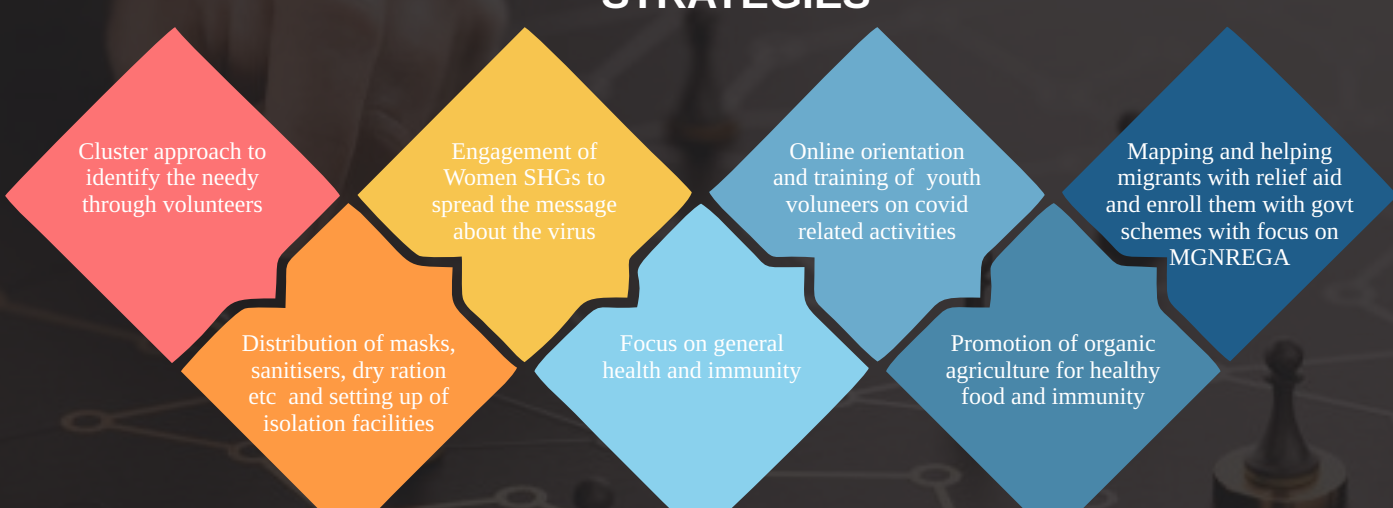 STRATEGIES
Cluster approach to
identify the needy
through volunteers
Distribution of masks,
sanitisers, dry ration
etc  and setting up of
isolation facilities
Engagement of
Women SHGs to
spread the message
about the virus
Focus on general
health and immunity
Online orientation
and training of  youth
voluneers on covid
related activities
Promotion of organic
agriculture for healthy
food and immunity
Mapping and helping
migrants with relief aid
and enroll them with govt
schemes with focus on
MGNREGA